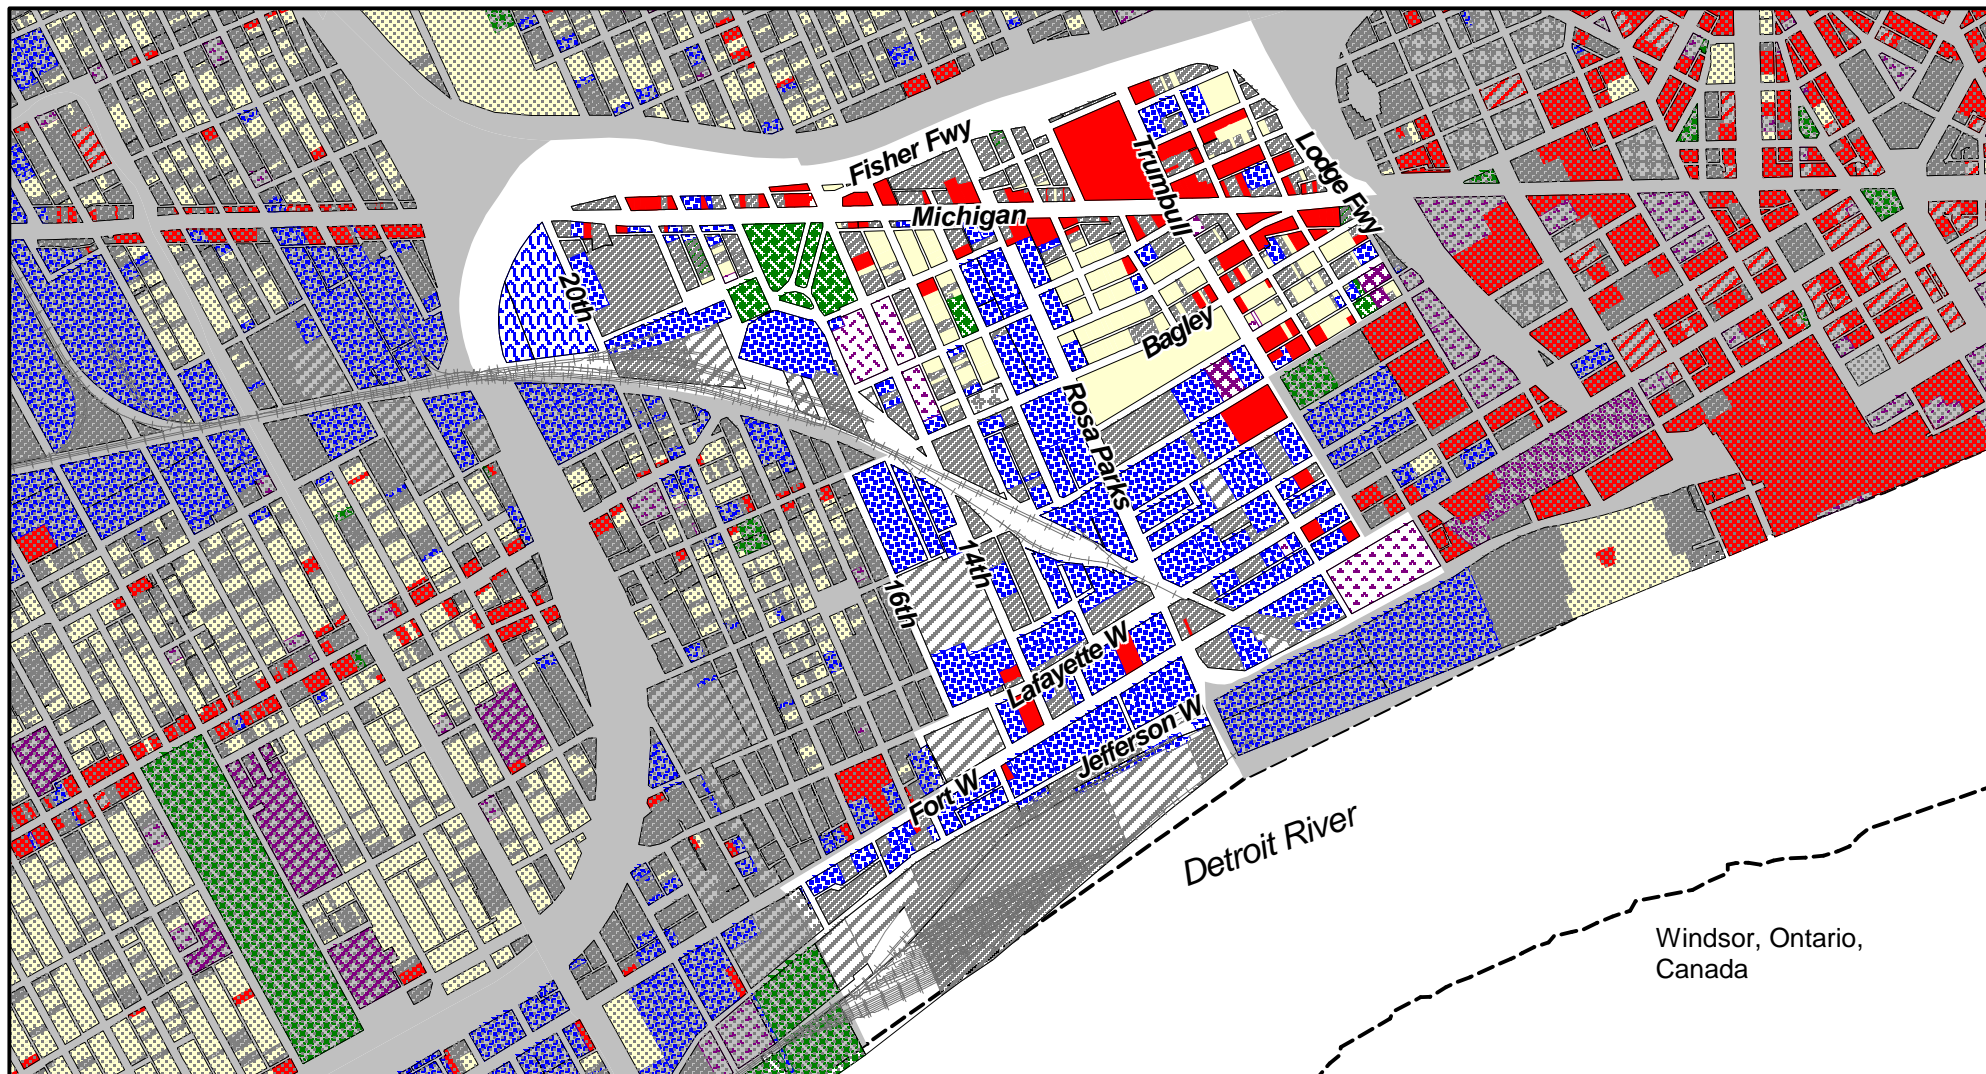 Fisher Fwy
Lodge Fwy
Trumbull
Michigan
20th
Bagley
Rosa Parks
14th
16th
Lafayette W
Jefferson W
Fort W
Detroit River
Windsor, Ontario,
Canada